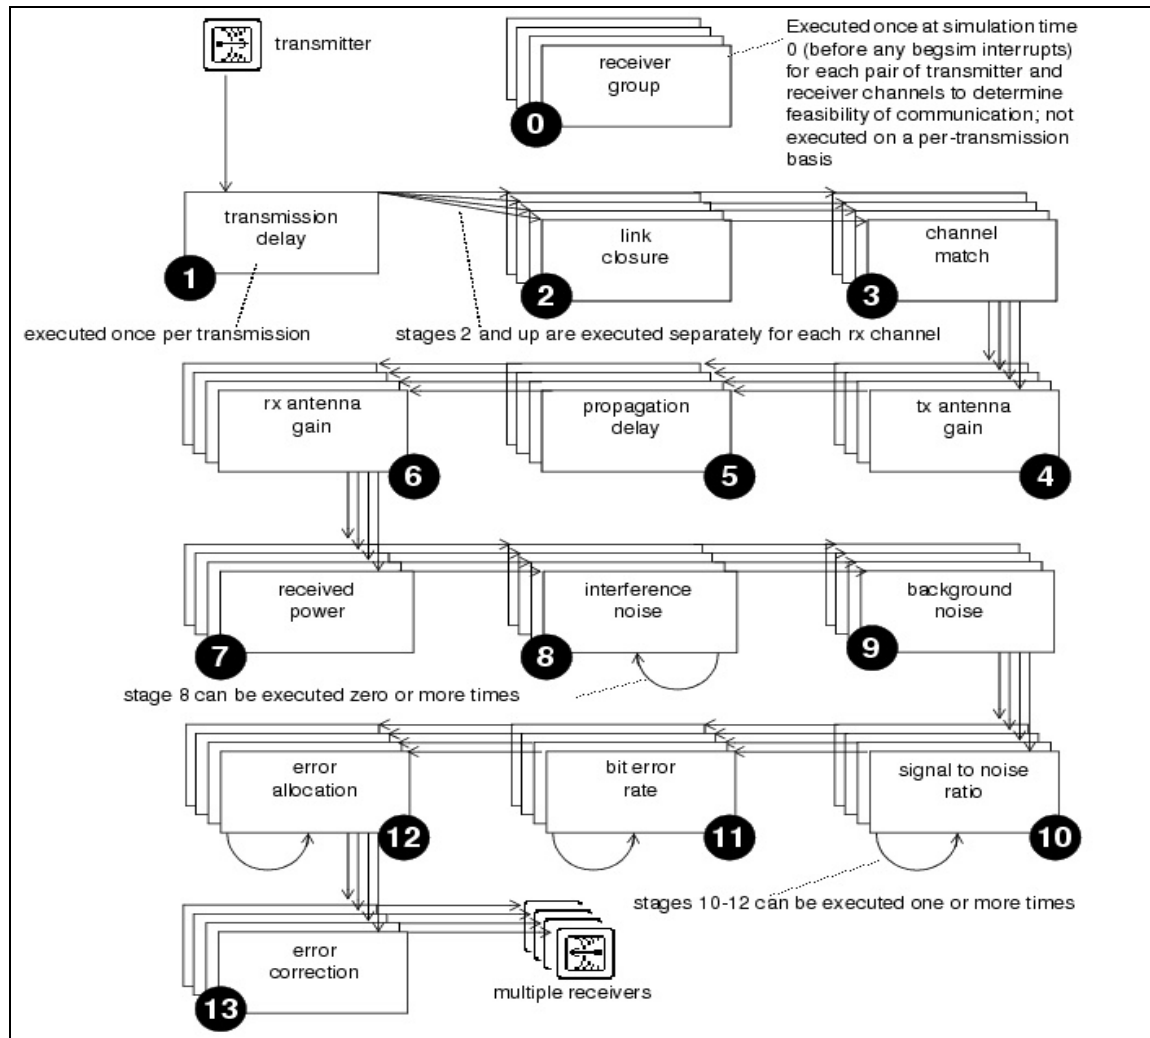 transmitter
receiver
group
0
Executed once at simulation time
0 (before any begsim interrupts)
for each pair of transmitter and
receiver channels to determine
feasibility of communication; not
executed on a per-transmission
basis
transmission
delay
1
link
closure
2
channel
match
3
executed once per transmission
stages 2 and up are executed separately for each rx channel
rx antenna
gain
6
propagation
delay
5
tx antenna
gain
4
received
power
7
interference
noise
8
background
noise
9
stage 8 can be executed zero or more times
error
allocation
12
bit error
rate
11
signal to noise
ratio
10
stages 10-12 can be executed one or more times
error
correction
13
multiple receivers